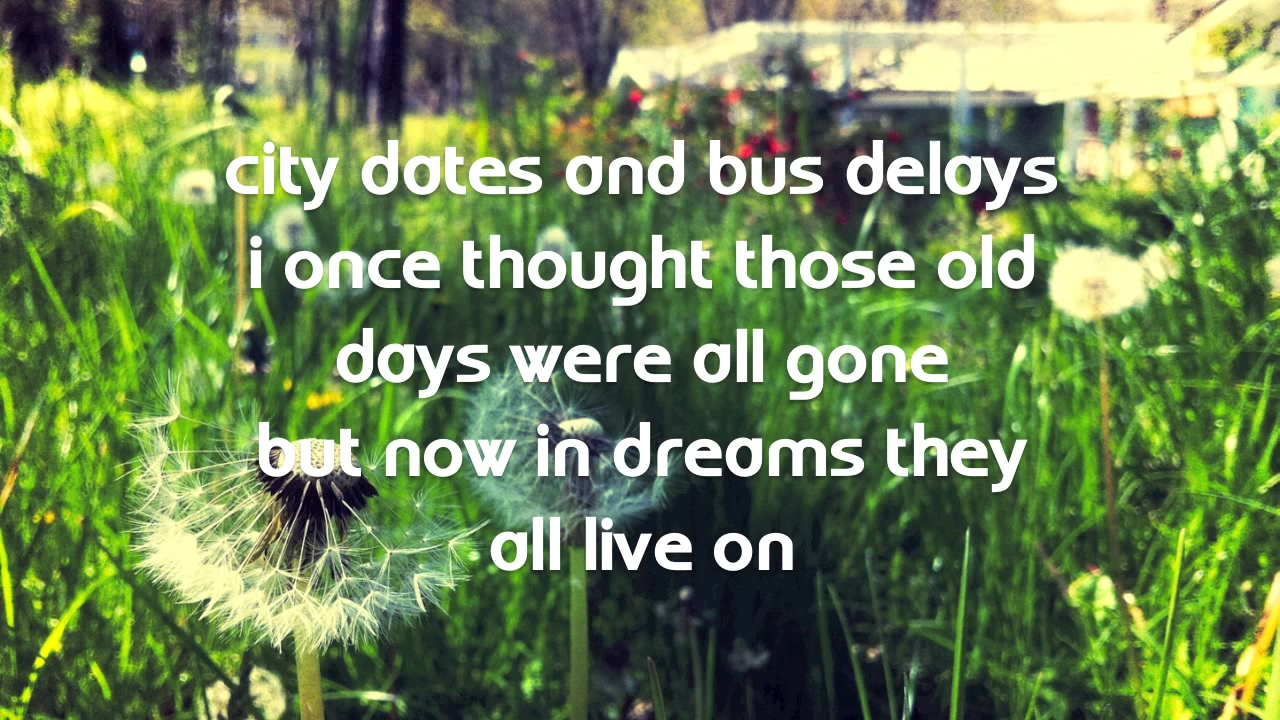 city dates and bus delays
i once thought those old
days were all gone
but now in dreams they
all live on